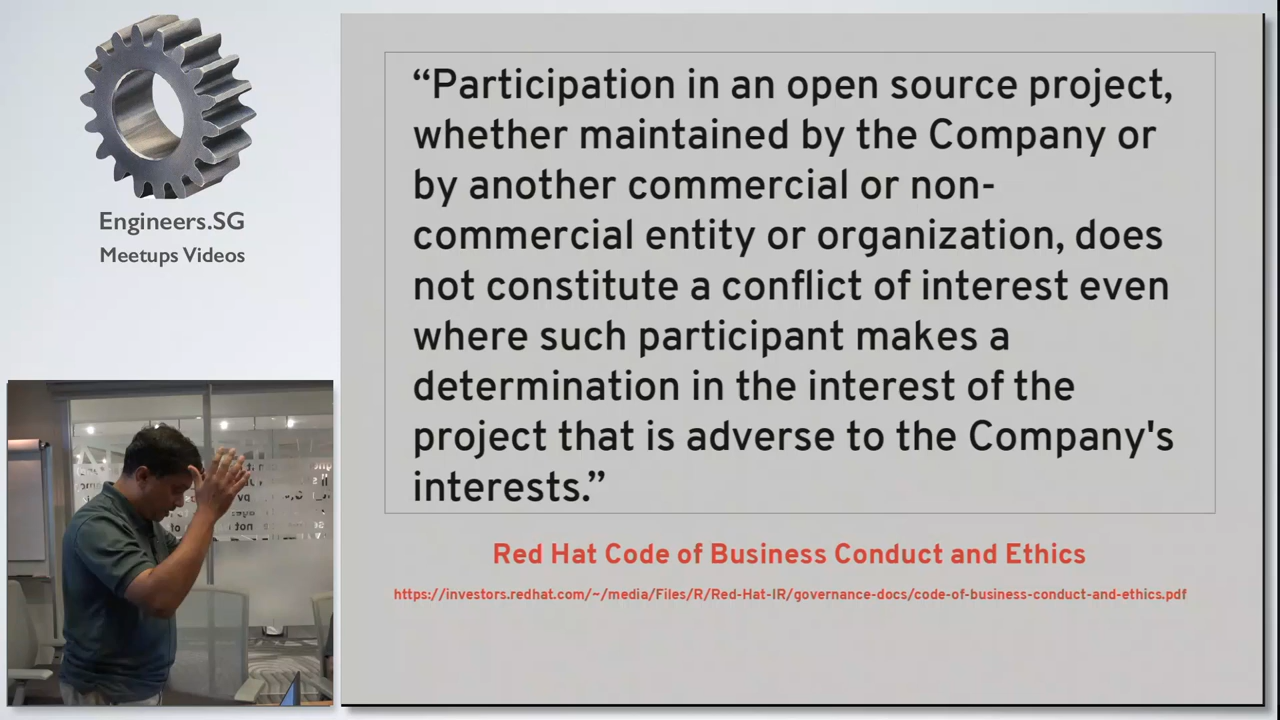 Engineers.SG
Meetups Videos
“Participation in an open source project,
whether maintained by the Company or
by another commercial or non-
commercial entity or organization, does
not constitute a conflict of interest even
where such participant makes a
determination in the interest of the
project that is adverse to the Company's
interests.”
Red Hat Code of Business Conduct and Ethics
https://investors.redhat.com/~/media/Files/R/Red-Hat-IR/governance-docs/code-of-business-conduct-and-ethics.pdf